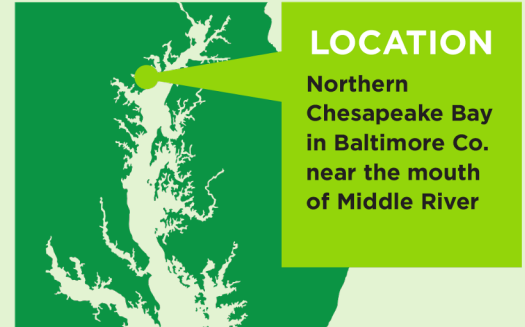 LOCATION
Northern
Chesapeake Bay
in Baltimore Co.
near the mouth
of Middle River